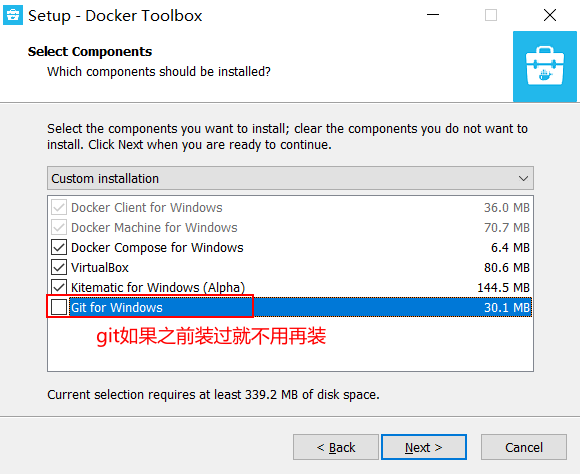 Setup - Docker Toolbox
Select Components
Which components should be installed?
Select the components you want to install; clear the components you do not want to
install. Click Next when you are ready to continue.
Custom installation
Docker Client for Windows 36.0 MB
Docker Machine for Windows 70.7 MB
Docker Compose for Windows 6.4 MB
VirtualBox 80.6 MB
Kitematic for Windows (Alpha) 144.5 MB
Git for Windows 30.1 MB
git如果之前装过就不用再装
Current selection requires at least 339.2 MB of disk space.
< Back Next > Cancel